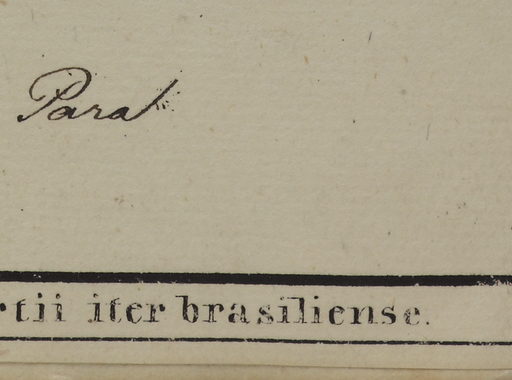 Para
rtii iter brasiliense.